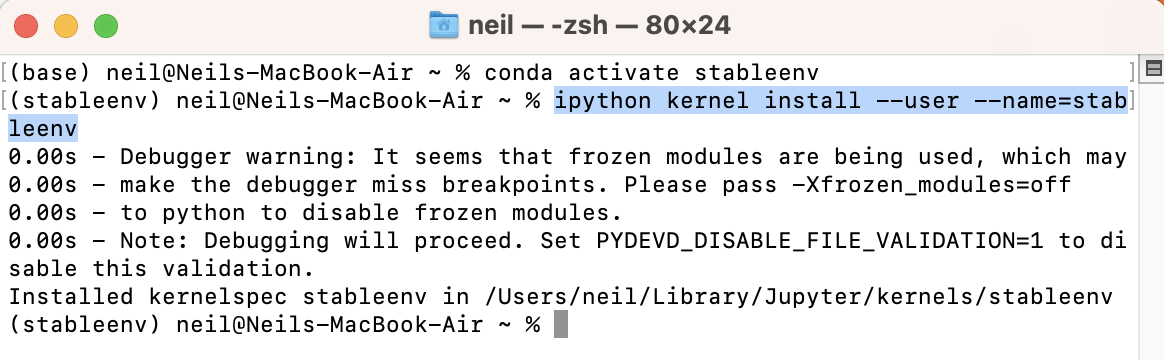 neil — -zsh — 80×24
[(base) neil@Neils-MacBook-Air ~ % conda activate stableenv ]
[(stableenv) neil@Neils-MacBook-Air ~ % ipython kernel install --user --name=stab]
leenv
0.00s - Debugger warning: It seems that frozen modules are being used, which may
0.00s - make the debugger miss breakpoints. Please pass -Xfrozen_modules=off
0.00s - to python to disable frozen modules.
0.00s - Note: Debugging will proceed. Set PYDEVD_DISABLE_FILE_VALIDATION=1 to di
sable this validation.
Installed kernelspec stableenv in /Users/neil/Library/Jupyter/kernels/stableenv
(stableenv) neil@Neils-MacBook-Air ~ %